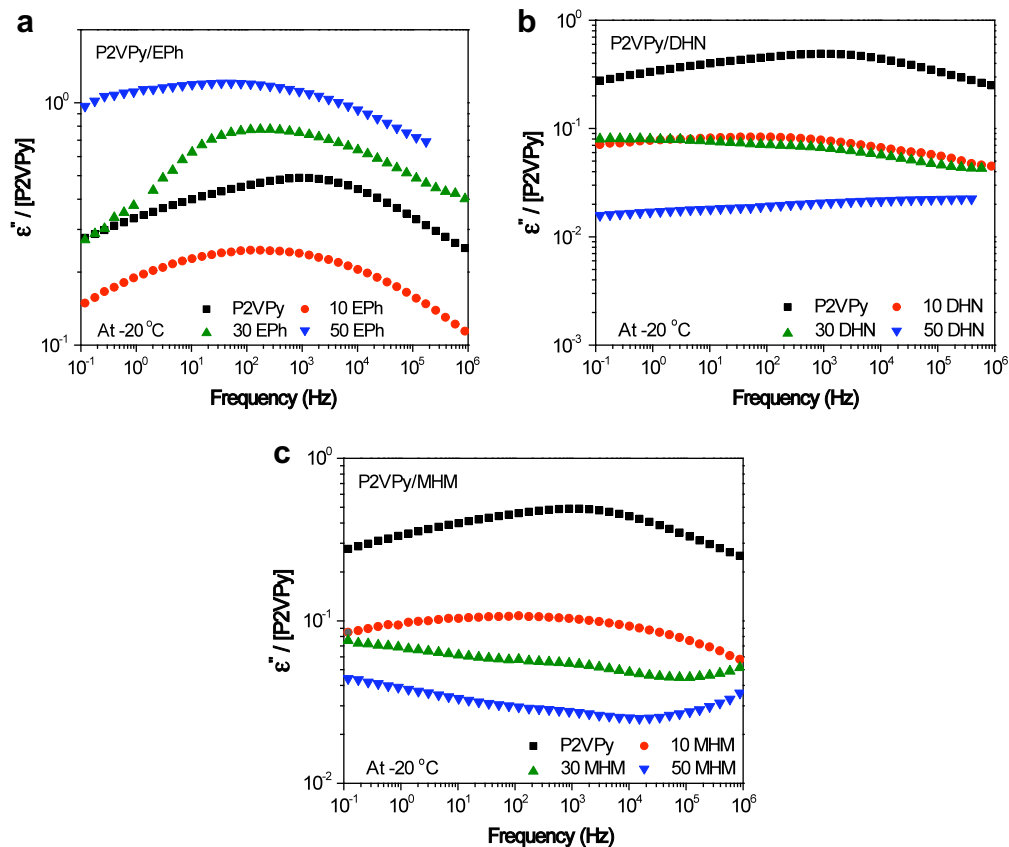 a
P2VPy/EPh
ε" / [P2VPy]
10⁰
10⁻¹
P2VPy
10 EPh
30 EPh
50 EPh
At -20 °C
10⁻¹ 10⁰ 10¹ 10² 10³ 10⁴ 10⁵ 10⁶
Frequency (Hz)
b
P2VPy/DHN
ε" / [P2VPy]
10⁰
10⁻¹
10⁻²
10⁻³
P2VPy
10 DHN
30 DHN
50 DHN
At -20 °C
10⁻¹ 10⁰ 10¹ 10² 10³ 10⁴ 10⁵ 10⁶
Frequency (Hz)
c
P2VPy/MHM
ε" / [P2VPy]
10⁰
10⁻¹
10⁻²
P2VPy
10 MHM
30 MHM
50 MHM
At -20 °C
10⁻¹ 10⁰ 10¹ 10² 10³ 10⁴ 10⁵ 10⁶
Frequency (Hz)